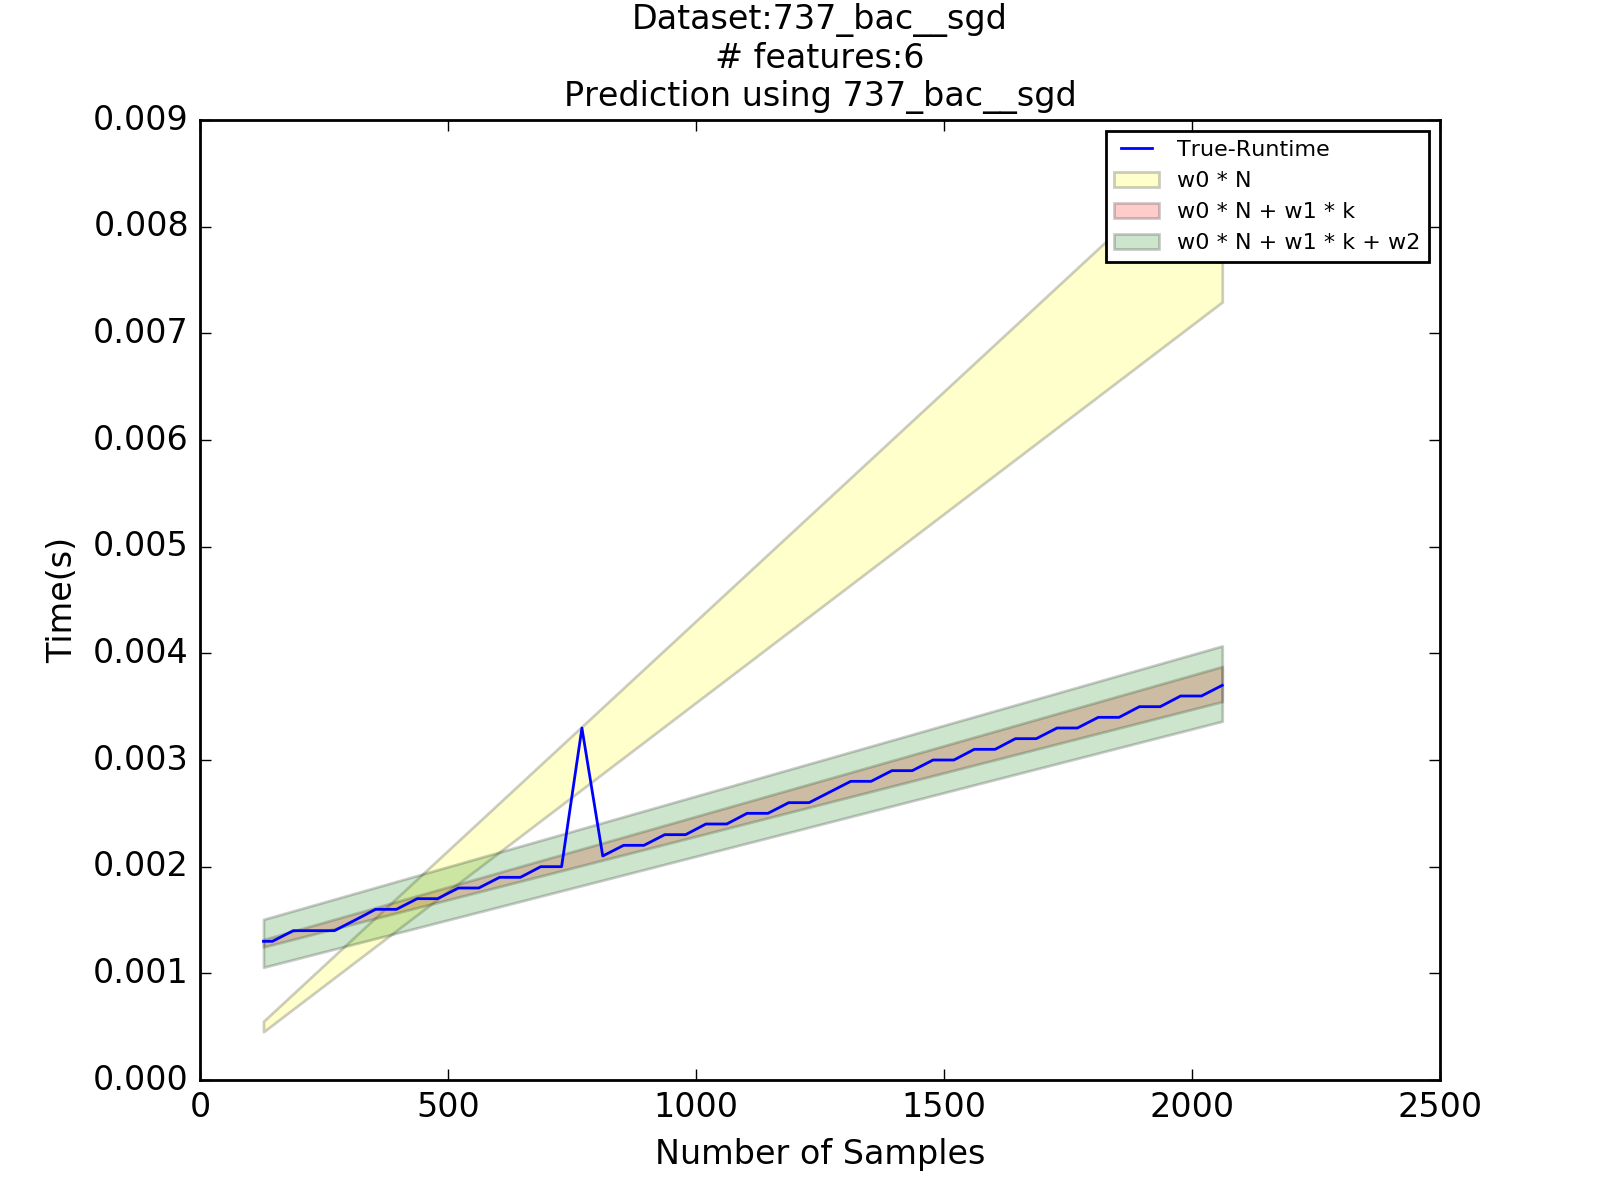 Dataset:737_bac__sgd
# features:6
Prediction using 737_bac__sgd
0.009
0.008
0.007
0.006
0.005
0.004
0.003
0.002
0.001
0.000
Time(s)
True-Runtime
w0 * N
w0 * N + w1 * k
w0 * N + w1 * k + w2
0 500 1000 1500 2000 2500
Number of Samples